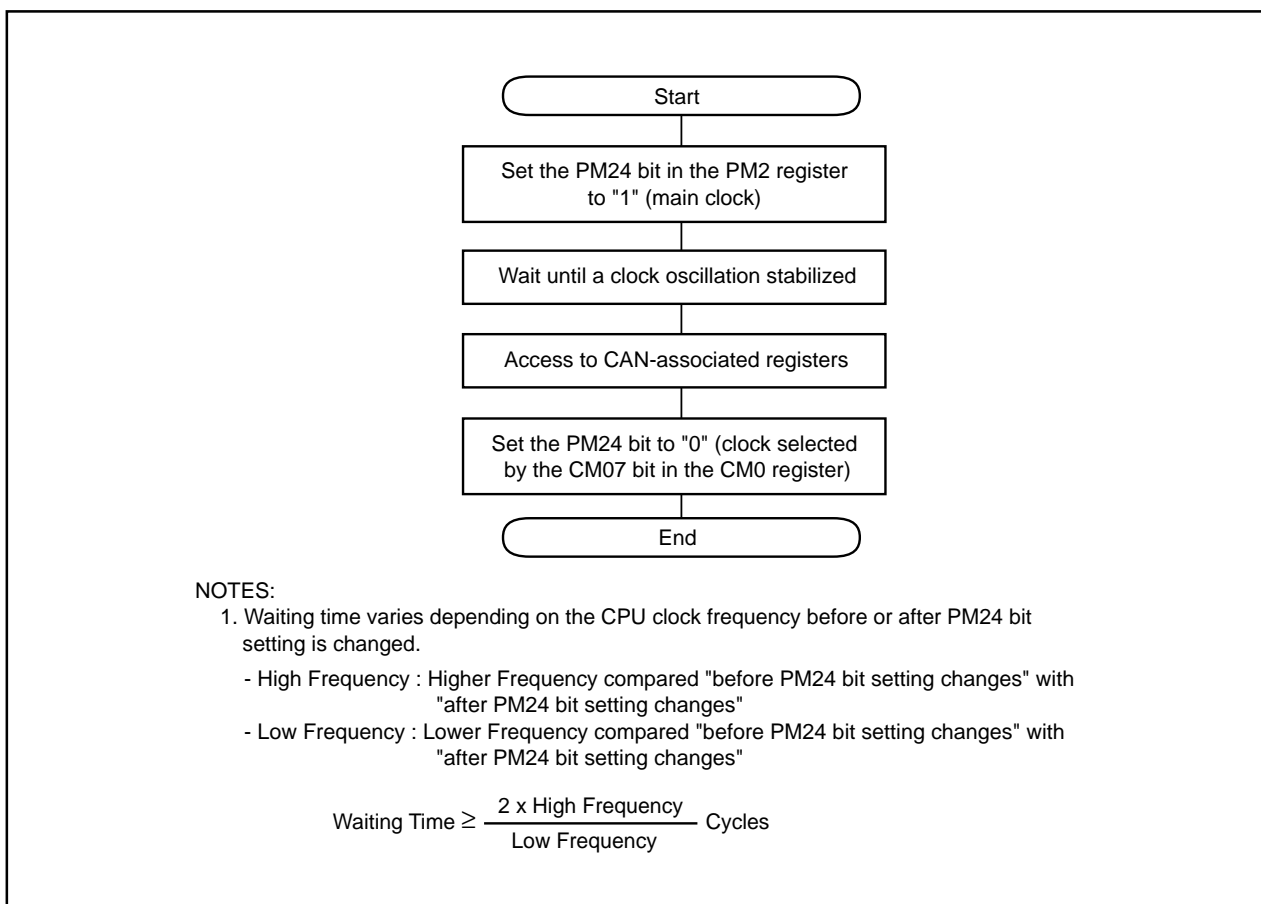 Start
Set the PM24 bit in the PM2 register
to "1" (main clock)
Wait until a clock oscillation stabilized
Access to CAN-associated registers
Set the PM24 bit to "0" (clock selected
by the CM07 bit in the CM0 register)
End
NOTES:
1. Waiting time varies depending on the CPU clock frequency before or after PM24 bit
setting is changed.
- High Frequency : Higher Frequency compared "before PM24 bit setting changes" with
"after PM24 bit setting changes"
- Low Frequency : Lower Frequency compared "before PM24 bit setting changes" with
"after PM24 bit setting changes"
2 x High Frequency
Waiting Time ≥ Cycles
Low Frequency